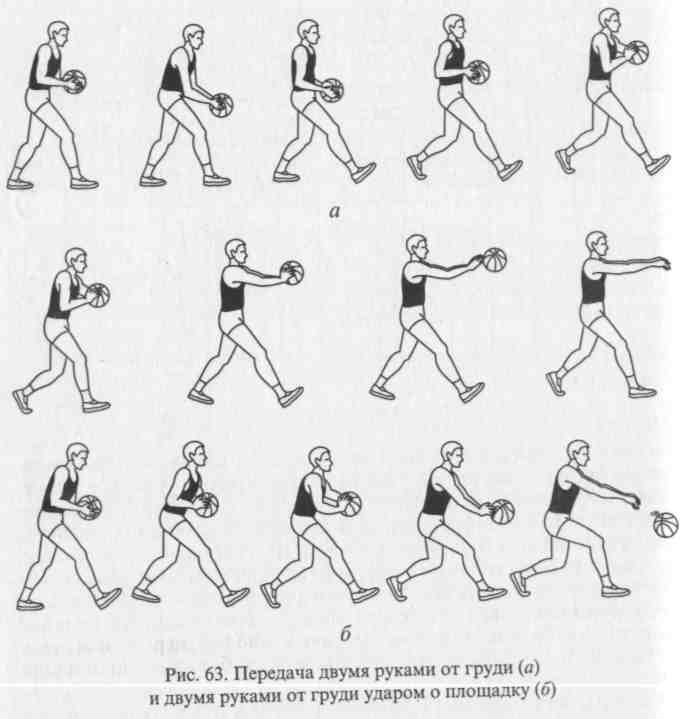 а
б
Рис. 63. Передача двумя руками от груди (а)
и двумя руками от груди ударом о площадку (б)